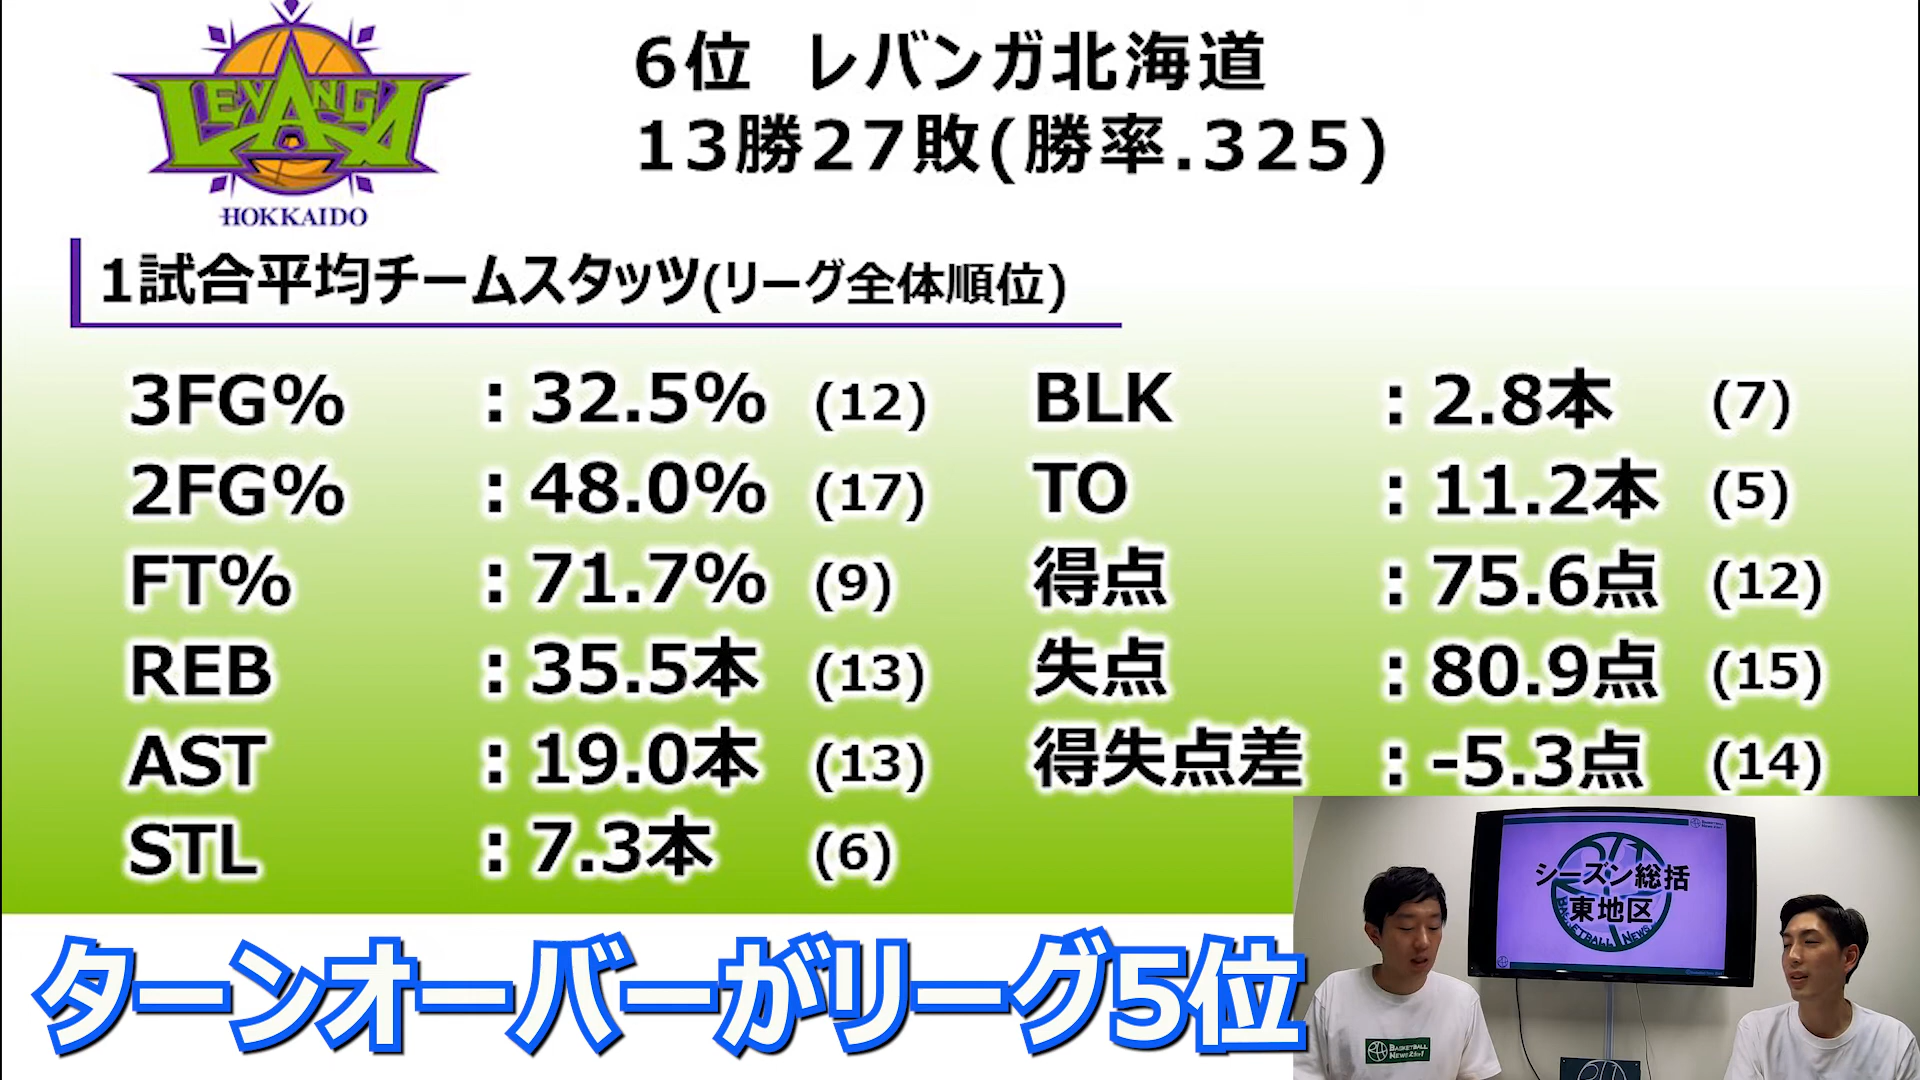 LEVANGA
HOKKAIDO
6位 レバンガ北海道
13勝27敗(勝率.325)
1試合平均チームスタッツ(リーグ全体順位)
3FG% : 32.5% (12)
2FG% : 48.0% (17)
FT% : 71.7% (9)
REB : 35.5本 (13)
AST : 19.0本 (13)
STL : 7.3本 (6)
BLK : 2.8本 (7)
TO : 11.2本 (5)
得点 : 75.6点 (12)
失点 : 80.9点 (15)
得失点差 : -5.3点 (14)
シーズン総括
東地区
BASKETBALL NEWS
BASKETBALL
NEWS 2for1
ターンオーバーがリーグ5位